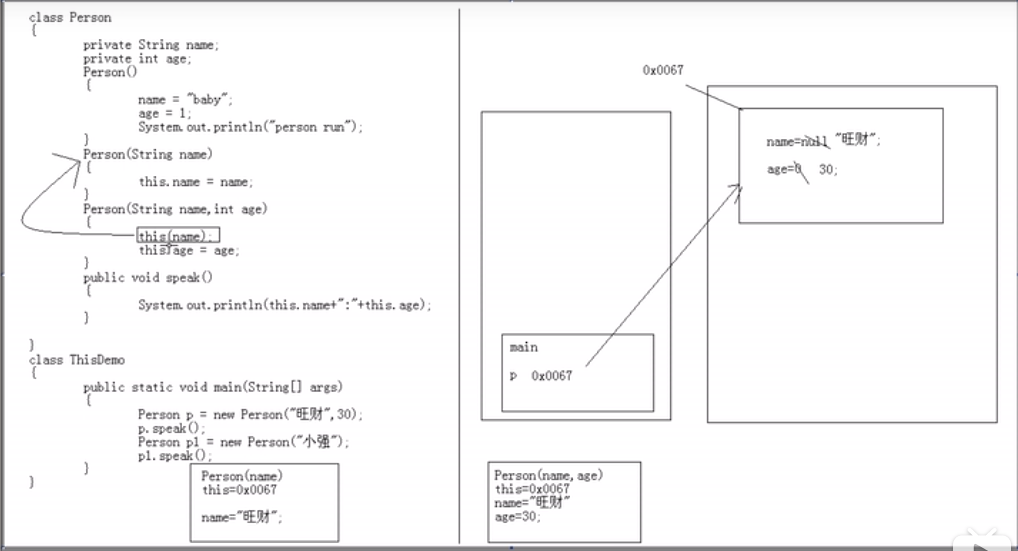 class Person
{
private String name;
private int age;
Person()
{
name = "baby";
age = 1;
System.out.println("person run");
}
Person(String name)
{
this.name = name;
}
Person(String name,int age)
{
this(name);
this.age = age;
}
public void speak()
{
System.out.println(this.name+":"+this.age);
}
}
class ThisDemo
{
public static void main(String[] args)
{
Person p = new Person("旺财",30);
p.speak();
Person p1 = new Person("小强");
p1.speak();
}
}
Person(name)
this=0x0067
name="旺财";
0x0067
name=null "旺财";
age=0 30;
main
p 0x0067
Person(name,age)
this=0x0067
name="旺财"
age=30;